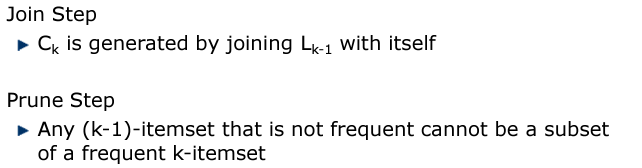 Join Step
► Cₖ is generated by joining Lₖ₋₁ with itself
Prune Step
► Any (k-1)-itemset that is not frequent cannot be a subset
of a frequent k-itemset